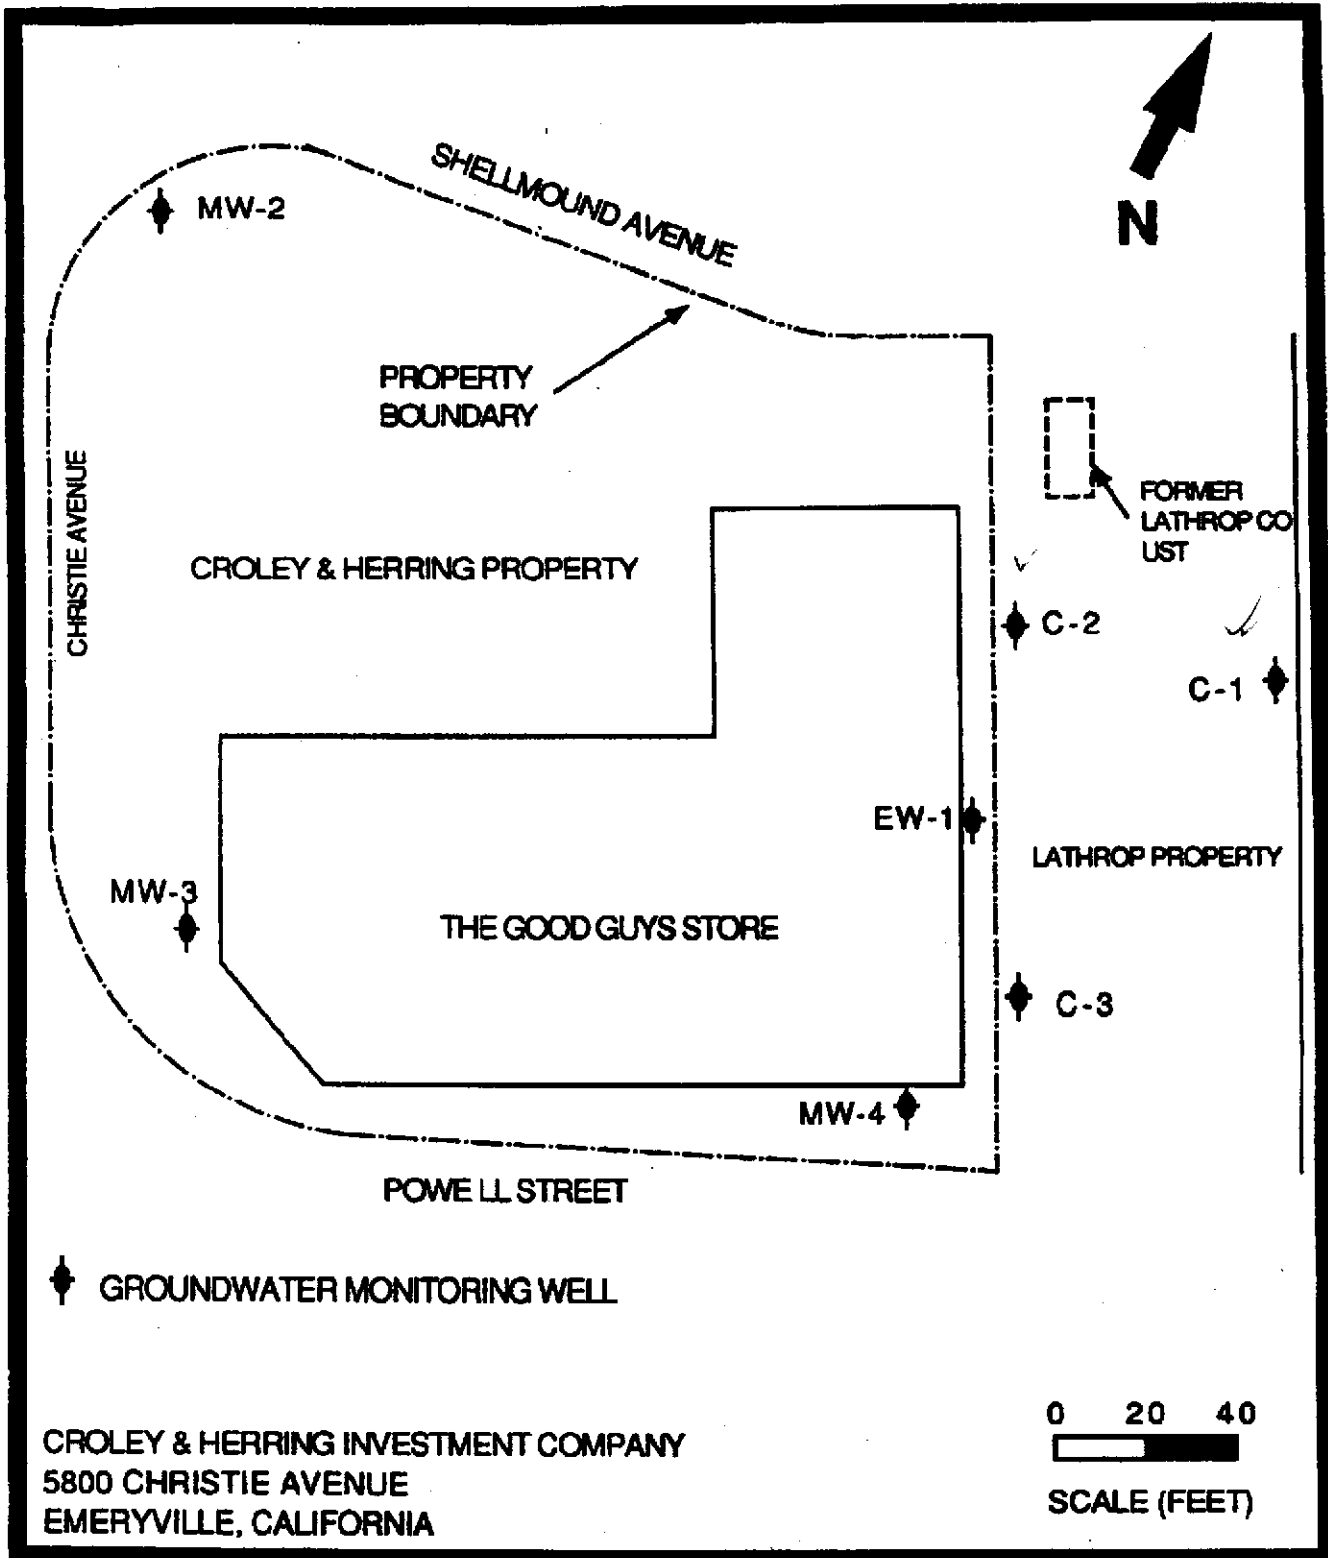 SHELLMOUND AVENUE
N
MW-2
PROPERTY
BOUNDARY
CHRISTIE AVENUE
FORMER
LATHROP CO
UST
CROLEY & HERRING PROPERTY
C-2
C-1
EW-1
LATHROP PROPERTY
MW-3
THE GOOD GUYS STORE
C-3
MW-4
POWELL STREET
GROUNDWATER MONITORING WELL
0 20 40
SCALE (FEET)
CROLEY & HERRING INVESTMENT COMPANY
5800 CHRISTIE AVENUE
EMERYVILLE, CALIFORNIA